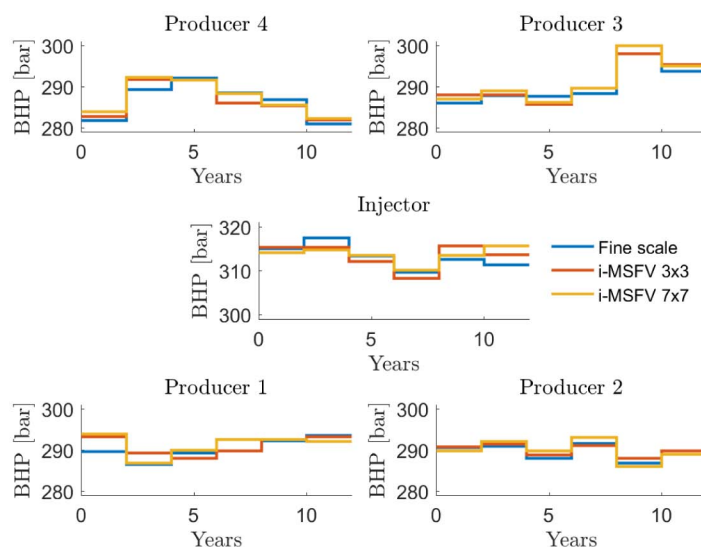 Producer 4
BHP [bar]
300
290
280
0
5
10
Years
Producer 3
BHP [bar]
300
290
280
0
5
10
Years
Injector
BHP [bar]
320
310
300
0
5
10
Years
Fine scale
i-MSFV 3x3
i-MSFV 7x7
Producer 1
BHP [bar]
300
290
280
0
5
10
Years
Producer 2
BHP [bar]
300
290
280
0
5
10
Years